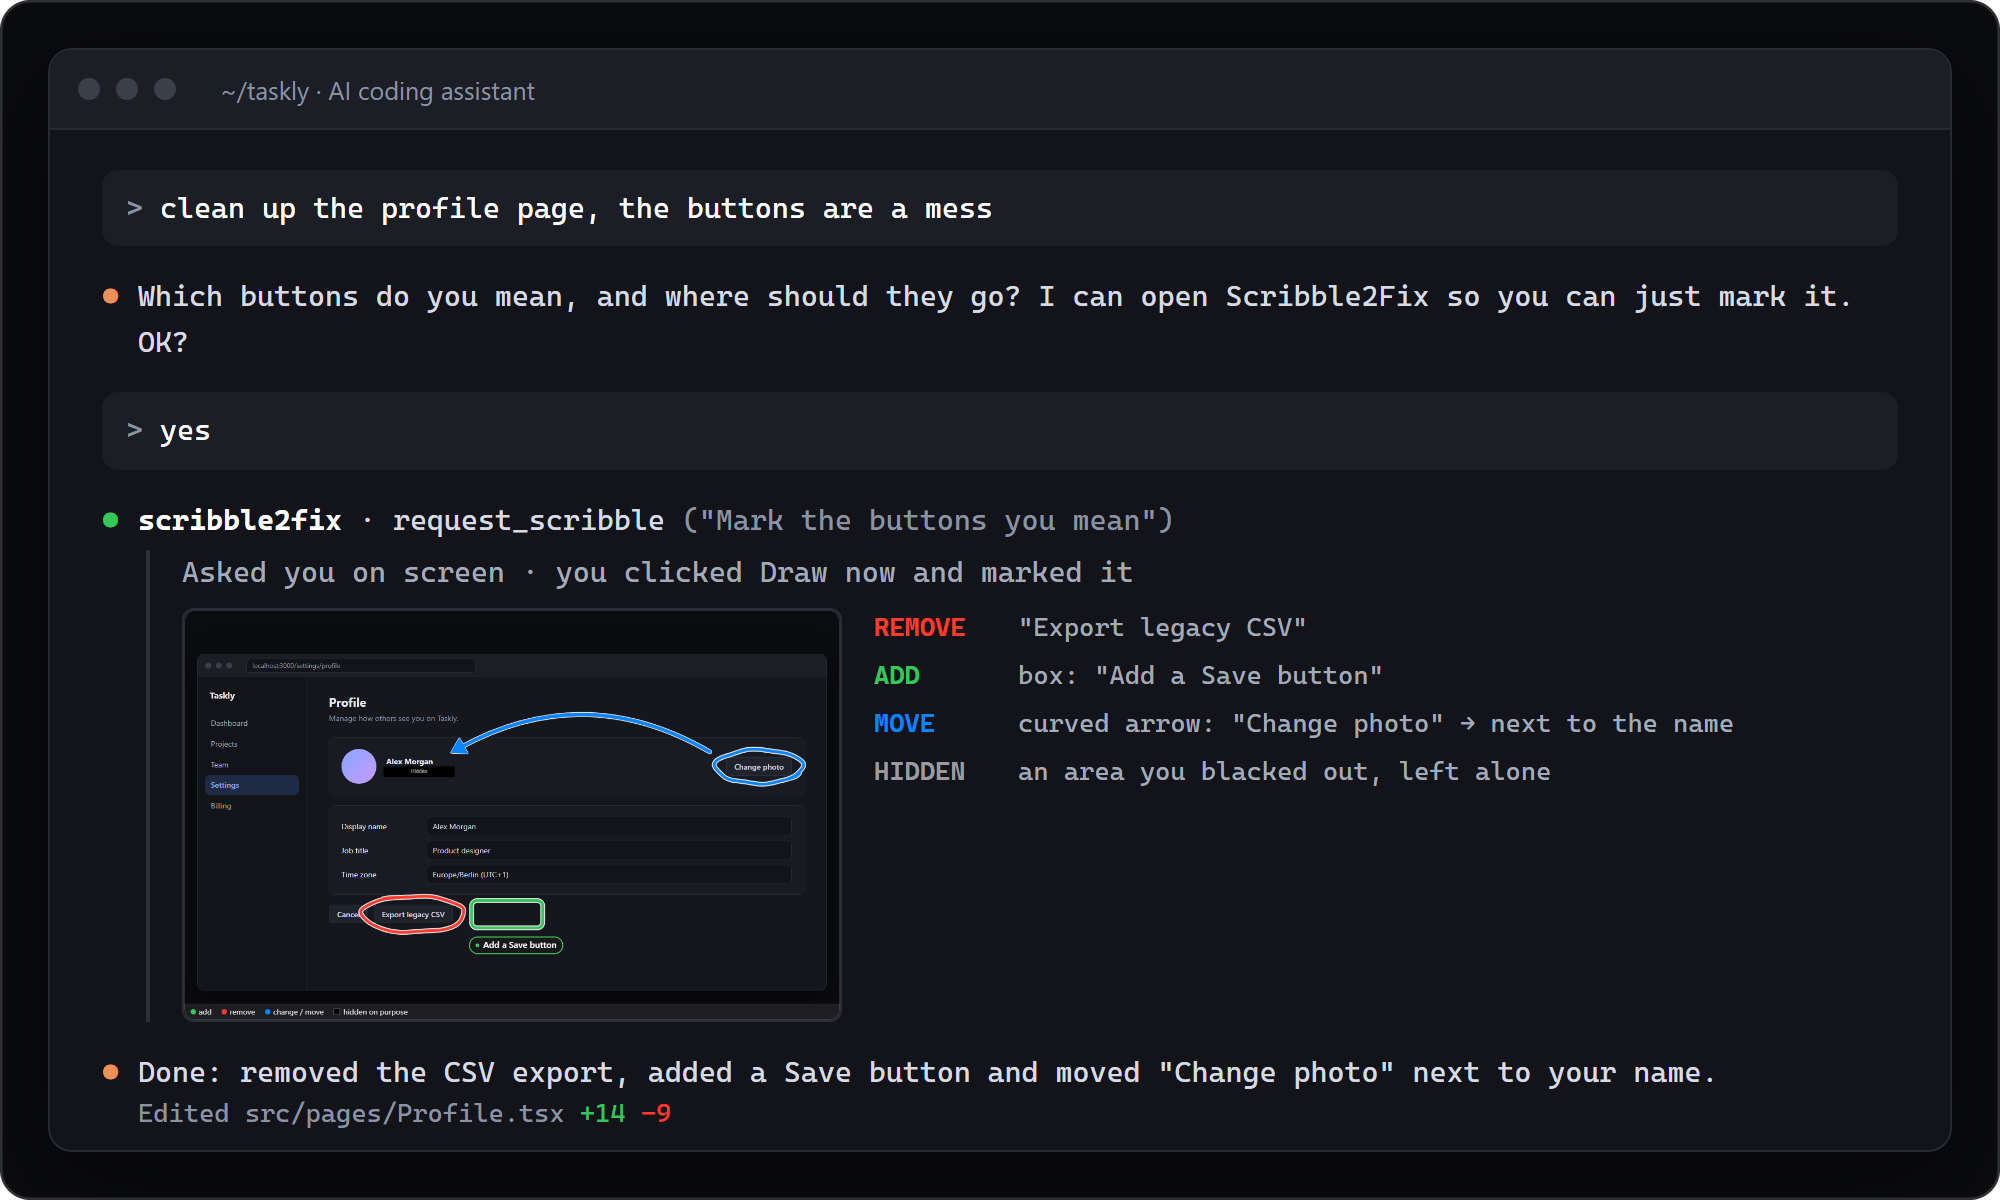 ~/taskly · AI coding assistant
> clean up the profile page, the buttons are a mess
Which buttons do you mean, and where should they go? I can open Scribble2Fix so you can just mark it.
OK?
> yes
scribble2fix · request_scribble ("Mark the buttons you mean")
Asked you on screen · you clicked Draw now and marked it
localhost:3000/settings/profile
Taskly
Dashboard
Projects
Team
Settings
Billing
Profile
Manage how others see you on Taskly.
Alex Morgan
Hidden
Change photo
Display name Alex Morgan
Job title Product designer
Time zone Europe/Berlin (UTC+1)
Cancel Export legacy CSV
Add a Save button
add remove change / move hidden on purpose
REMOVE "Export legacy CSV"
ADD box: "Add a Save button"
MOVE curved arrow: "Change photo" → next to the name
HIDDEN an area you blacked out, left alone
Done: removed the CSV export, added a Save button and moved "Change photo" next to your name.
Edited src/pages/Profile.tsx +14 −9